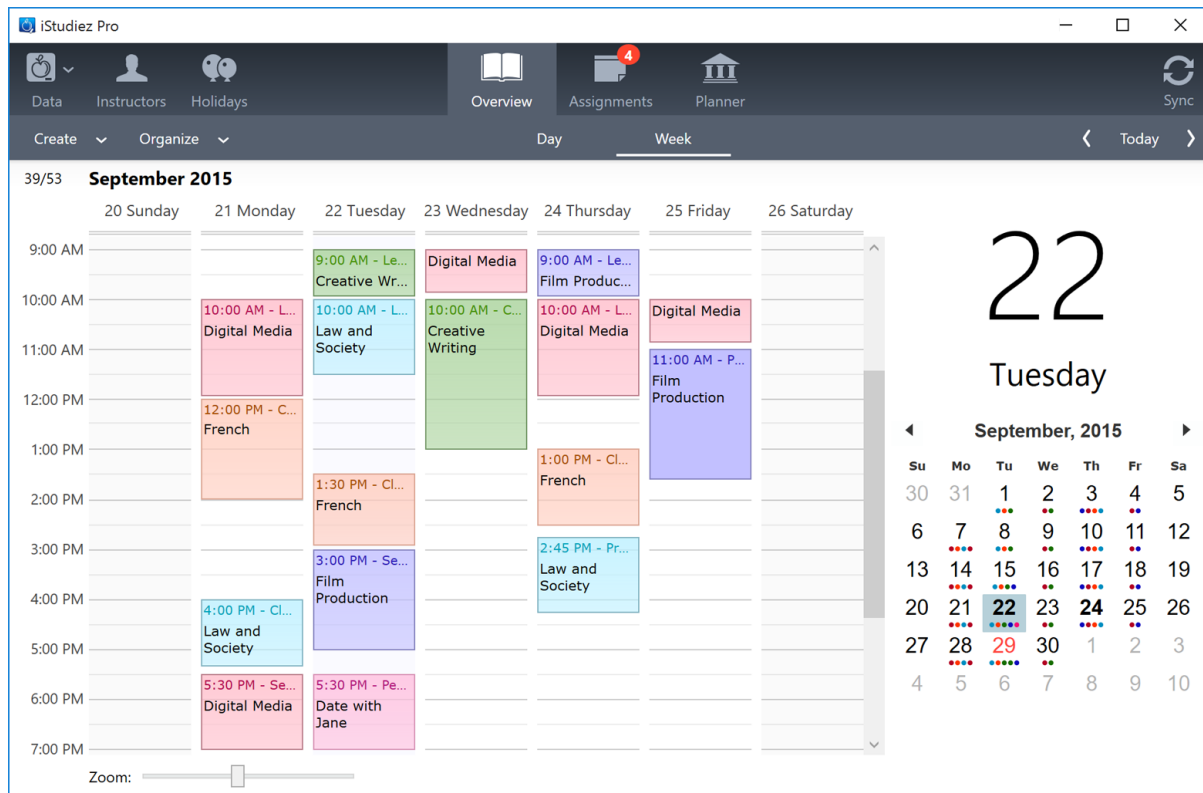 iStudiez Pro
Data Instructors Holidays Overview 4 Assignments Planner Sync
Create Organize Day Week Today
39/53 September 2015
20 Sunday 21 Monday 22 Tuesday 23 Wednesday 24 Thursday 25 Friday 26 Saturday
9:00 AM
10:00 AM
11:00 AM
12:00 PM
1:00 PM
2:00 PM
3:00 PM
4:00 PM
5:00 PM
6:00 PM
7:00 PM
10:00 AM - L...
Digital Media
12:00 PM - C...
French
4:00 PM - Cl...
Law and
Society
5:30 PM - Se...
Digital Media
9:00 AM - Le...
Creative Wr...
10:00 AM - L...
Law and
Society
1:30 PM - Cl...
French
3:00 PM - Se...
Film
Production
5:30 PM - Pe...
Date with
Jane
Digital Media
10:00 AM - C...
Creative
Writing
9:00 AM - Le...
Film Produc...
10:00 AM - L...
Digital Media
1:00 PM - Cl...
French
2:45 PM - Pr...
Law and
Society
Digital Media
11:00 AM - P...
Film
Production
22
Tuesday
September, 2015
Su Mo Tu We Th Fr Sa
30 31 1 2 3 4 5
6 7 8 9 10 11 12
13 14 15 16 17 18 19
20 21 22 23 24 25 26
27 28 29 30 1 2 3
4 5 6 7 8 9 10
Zoom: